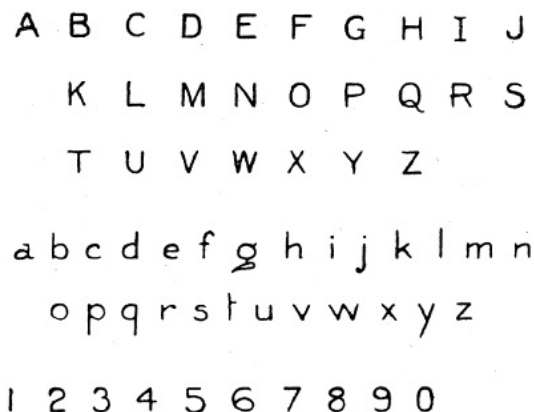 A B C D E F G H I J
K L M N O P Q R S
T U V W X Y Z
a b c d e f g h i j k l m n
o p q r s t u v w x y z
1 2 3 4 5 6 7 8 9 0